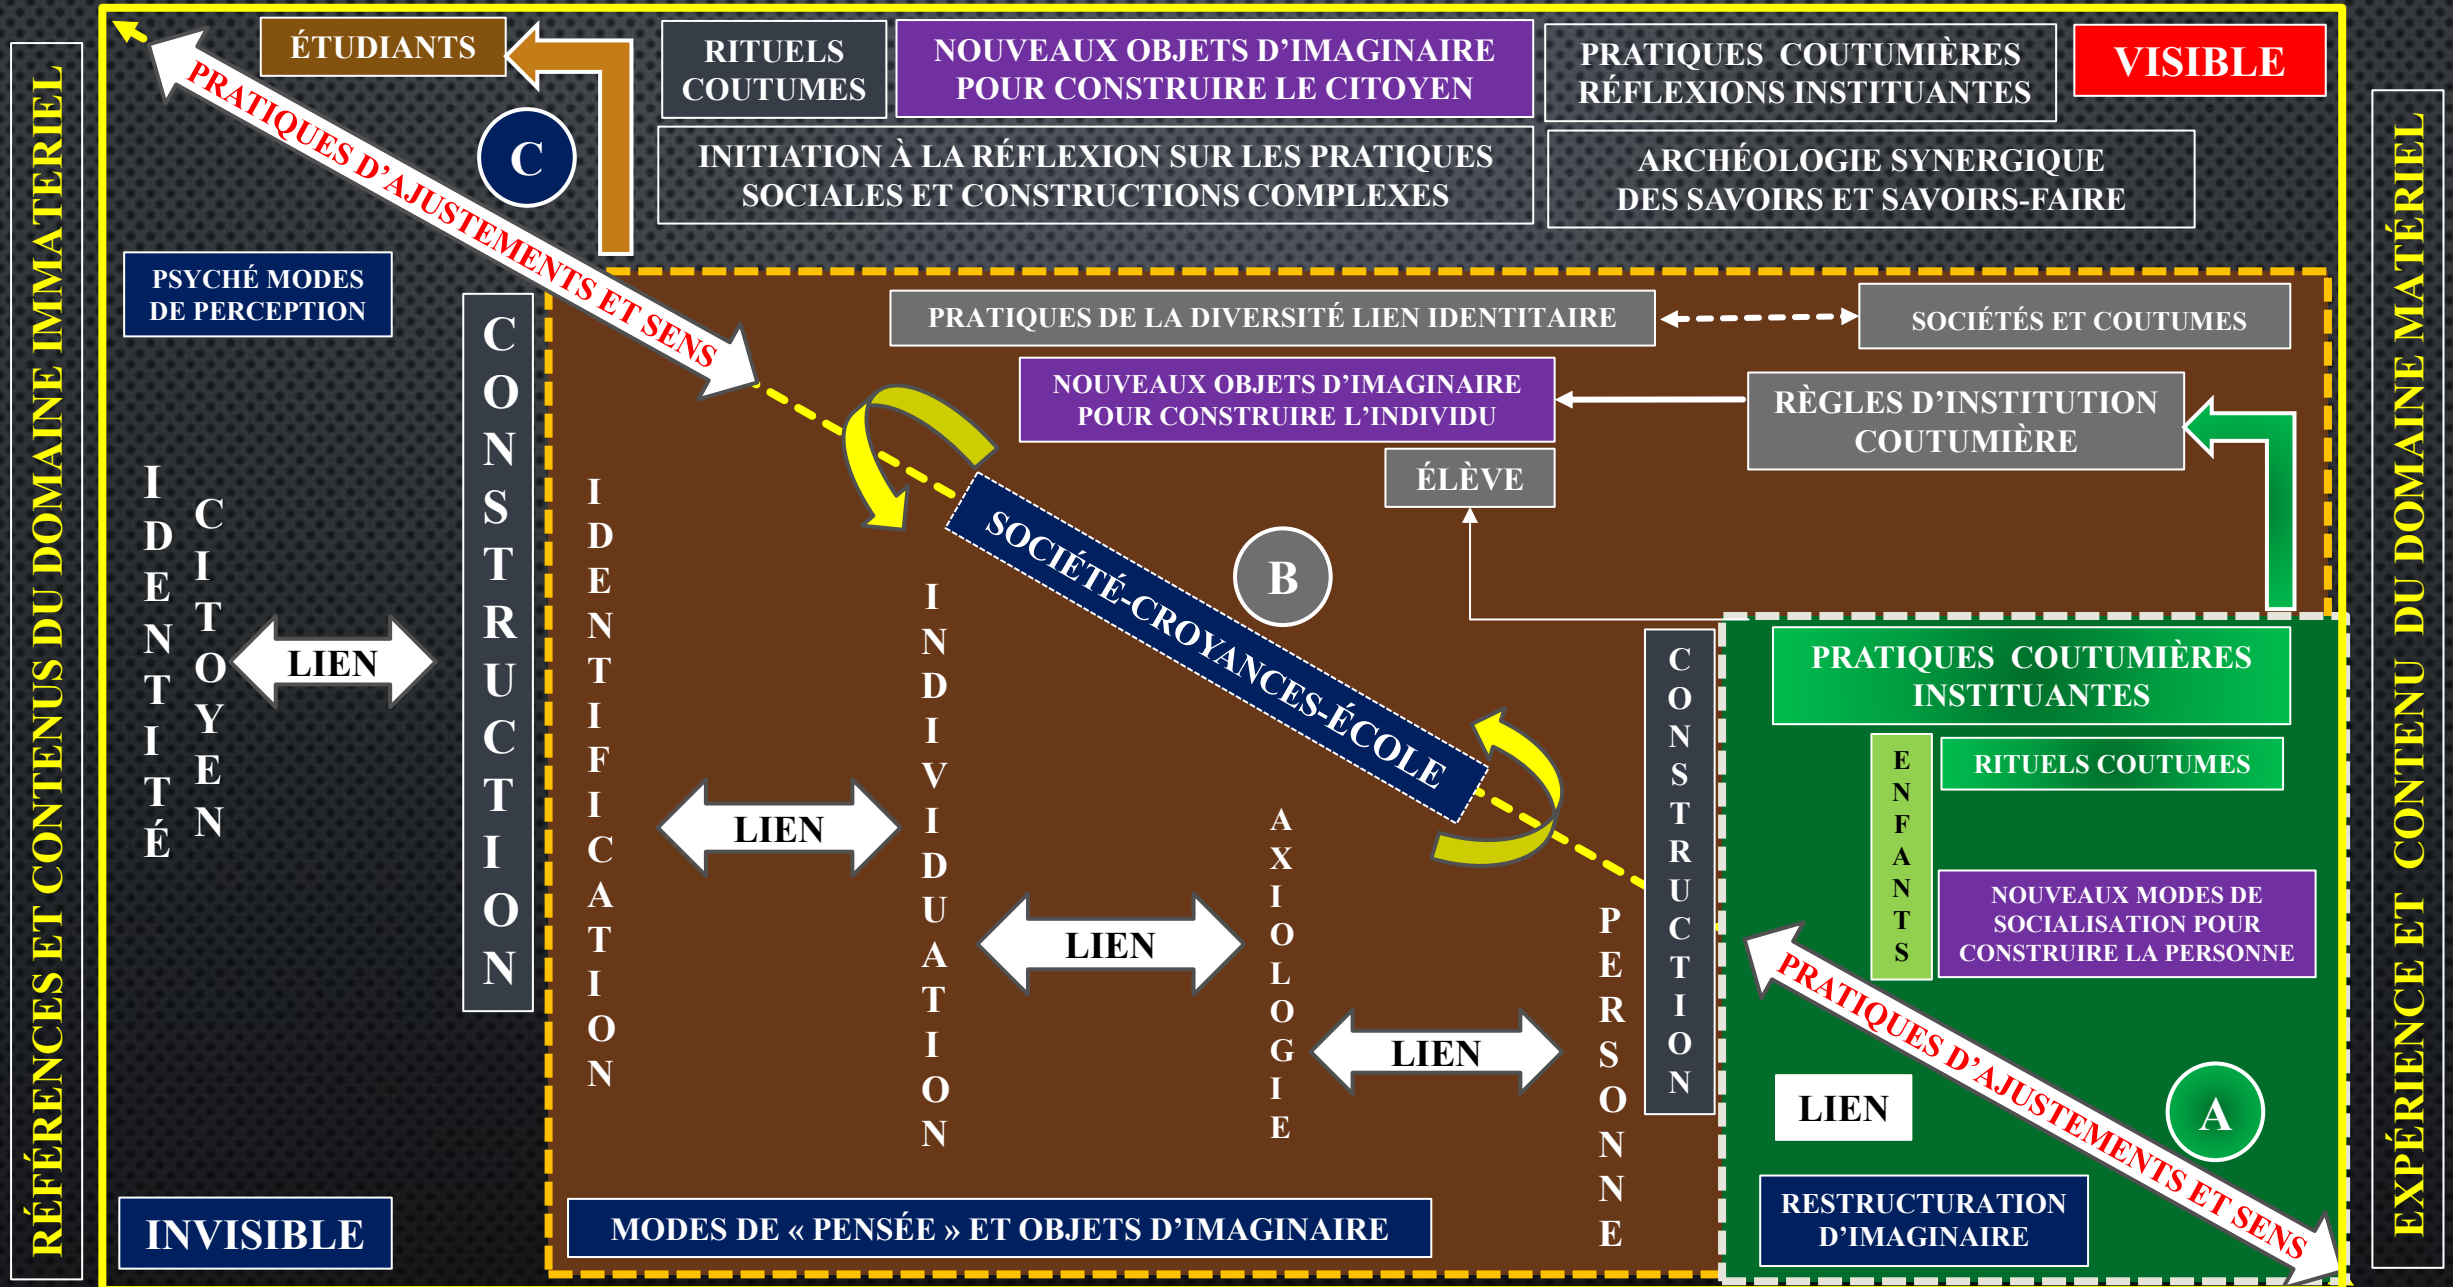 RÉFÉRENCES ET CONTENUS DU DOMAINE IMMATERIEL
ÉTUDIANTS
RITUELS
COUTUMES
NOUVEAUX OBJETS D’IMAGINAIRE
POUR CONSTRUIRE LE CITOYEN
PRATIQUES COUTUMIÈRES
RÉFLEXIONS INSTITUANTES
VISIBLE
PRATIQUES D’AJUSTEMENTS ET SENS
C
INITIATION À LA RÉFLEXION SUR LES PRATIQUES
SOCIALES ET CONSTRUCTIONS COMPLEXES
ARCHÉOLOGIE SYNERGIQUE
DES SAVOIRS ET SAVOIRS-FAIRE
PSYCHÉ MODES
DE PERCEPTION
CONSTRUCTION
PRATIQUES DE LA DIVERSITÉ LIEN IDENTITAIRE
SOCIÉTÉS ET COUTUMES
NOUVEAUX OBJETS D’IMAGINAIRE
POUR CONSTRUIRE L’INDIVIDU
RÈGLES D’INSTITUTION
COUTUMIÈRE
ÉLÈVE
IDENTITÉ
CITOYEN
LIEN
IDENTIFICATION
LIEN
INDIVIDUATION
LIEN
AXIOLOGIE
LIEN
PERSONNE
SOCIÉTÉ-CROYANCES-ÉCOLE
B
CONSTRUCTION
PRATIQUES COUTUMIÈRES
INSTITUANTES
ENFANTS
RITUELS COUTUMES
NOUVEAUX MODES DE
SOCIALISATION POUR
CONSTRUIRE LA PERSONNE
PRATIQUES D’AJUSTEMENTS ET SENS
LIEN
A
RESTRUCTURATION
D’IMAGINAIRE
INVISIBLE
MODES DE « PENSÉE » ET OBJETS D’IMAGINAIRE
EXPÉRIENCE ET CONTENU DU DOMAINE MATÉRIEL